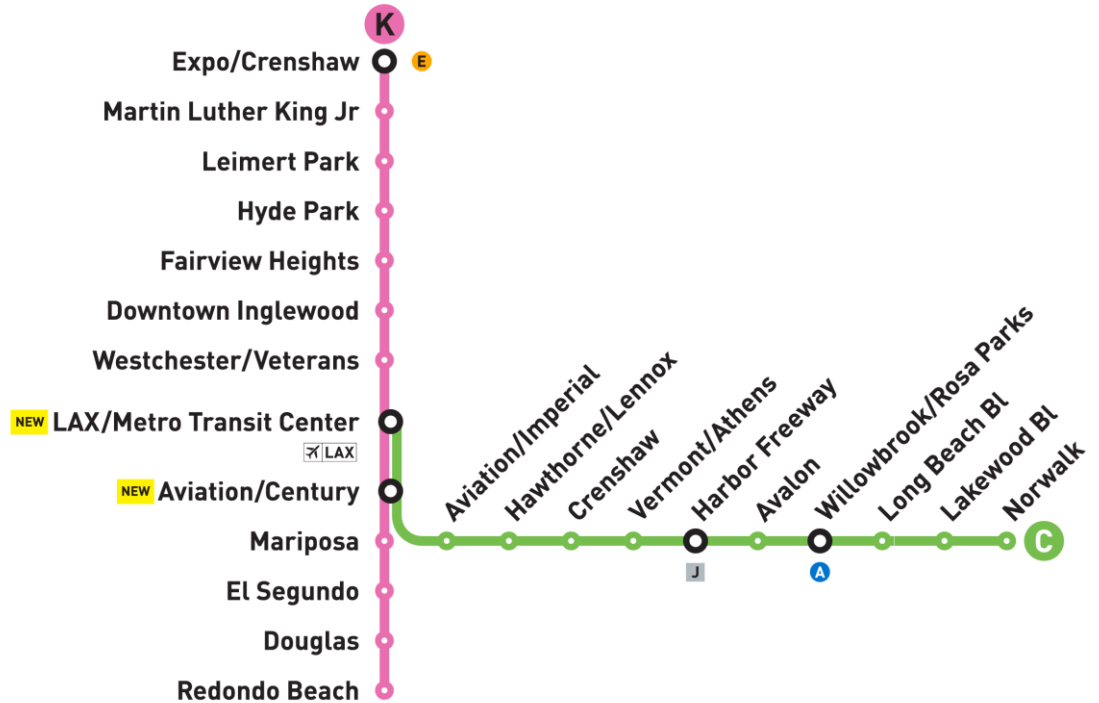 K
Expo/Crenshaw E
Martin Luther King Jr
Leimert Park
Hyde Park
Fairview Heights
Downtown Inglewood
Westchester/Veterans
NEW LAX/Metro Transit Center
LAX
NEW Aviation/Century
Mariposa
El Segundo
Douglas
Redondo Beach
Aviation/Imperial
Hawthorne/Lennox
Crenshaw
Vermont/Athens
Harbor Freeway
J
Avalon
Willowbrook/Rosa Parks
A
Long Beach Bl
Lakewood Bl
Norwalk
C